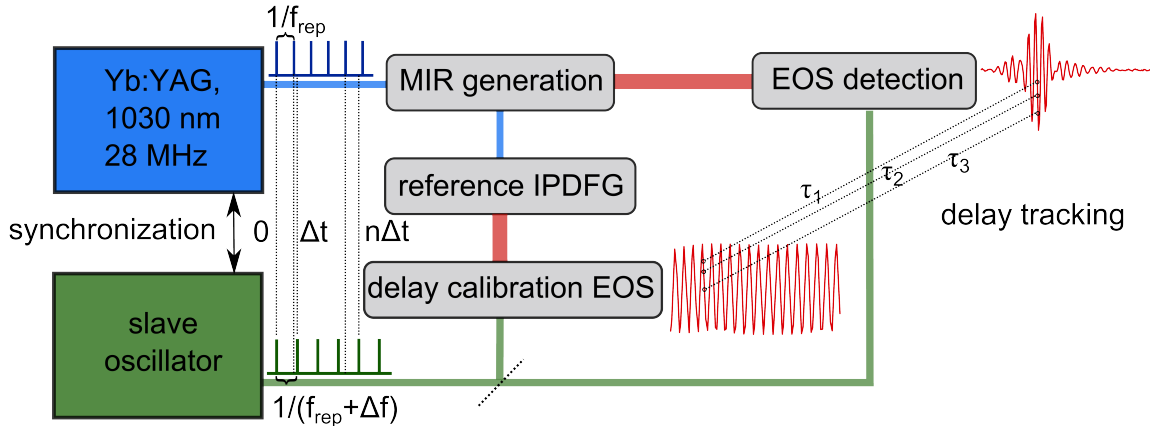 1/f_rep
Yb:YAG,
1030 nm
28 MHz
MIR generation
EOS detection
reference IPDFG
τ₁
τ₂
τ₃
delay tracking
synchronization
0
Δt
nΔt
delay calibration EOS
slave
oscillator
1/(f_rep+Δf)